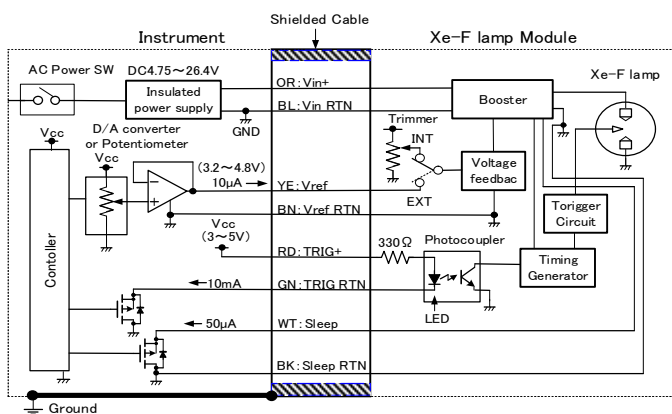 Shielded Cable
Instrument
Xe-F lamp Module
AC Power SW
DC4.75~26.4V
Insulated
power supply
OR: Vin+
BL: Vin RTN
GND
Booster
Xe-F lamp
Vcc
D/A converter
or Potentiometer
Vcc
(3.2~4.8V)
10μA
YE: Vref
BN: Vref RTN
Trimmer
INT
EXT
Voltage
feedbac
Torigger
Circuit
Contoller
Vcc
(3~5V)
RD: TRIG+
330Ω
Photocoupler
LED
Timing
Generator
10mA
GN: TRIG RTN
50μA
WT: Sleep
BK: Sleep RTN
Ground